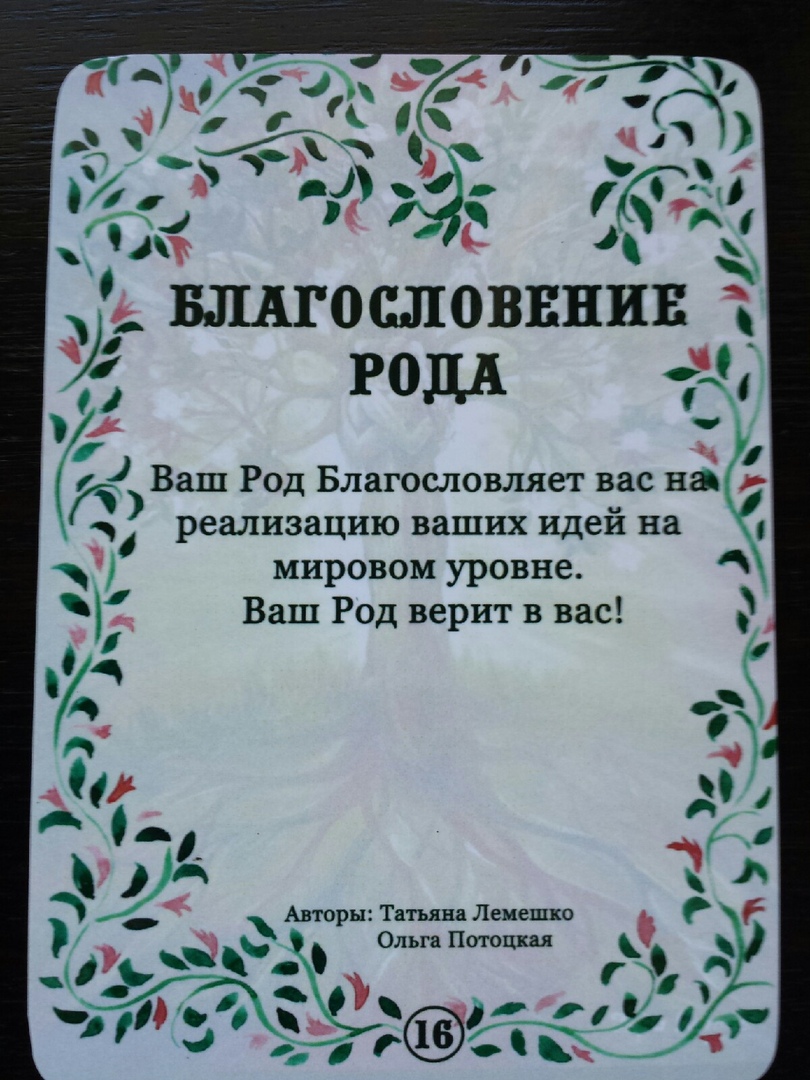 БЛАГОСЛОВЕНИЕ
РОДА
Ваш Род Благословляет вас на
реализацию ваших идей на
мировом уровне.
Ваш Род верит в вас!
Авторы: Татьяна Лемешко
Ольга Потоцкая
16